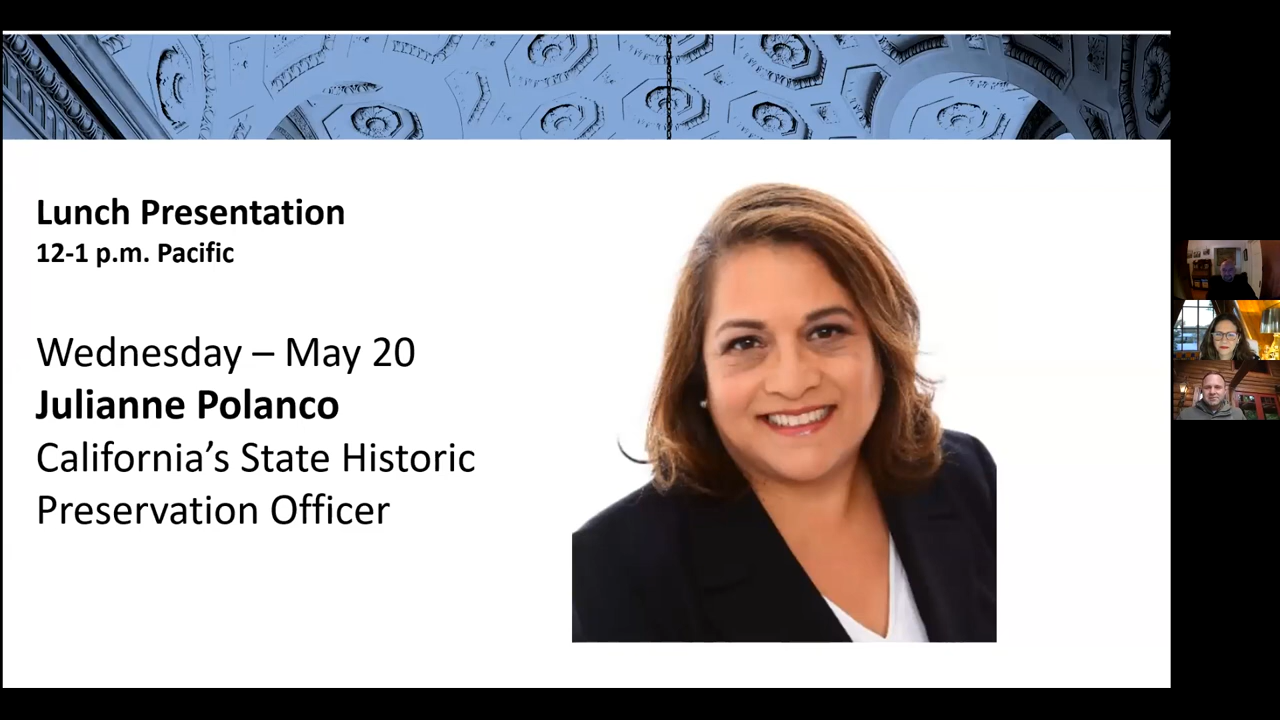 Lunch Presentation
12-1 p.m. Pacific
Wednesday – May 20
Julianne Polanco
California’s State Historic
Preservation Officer